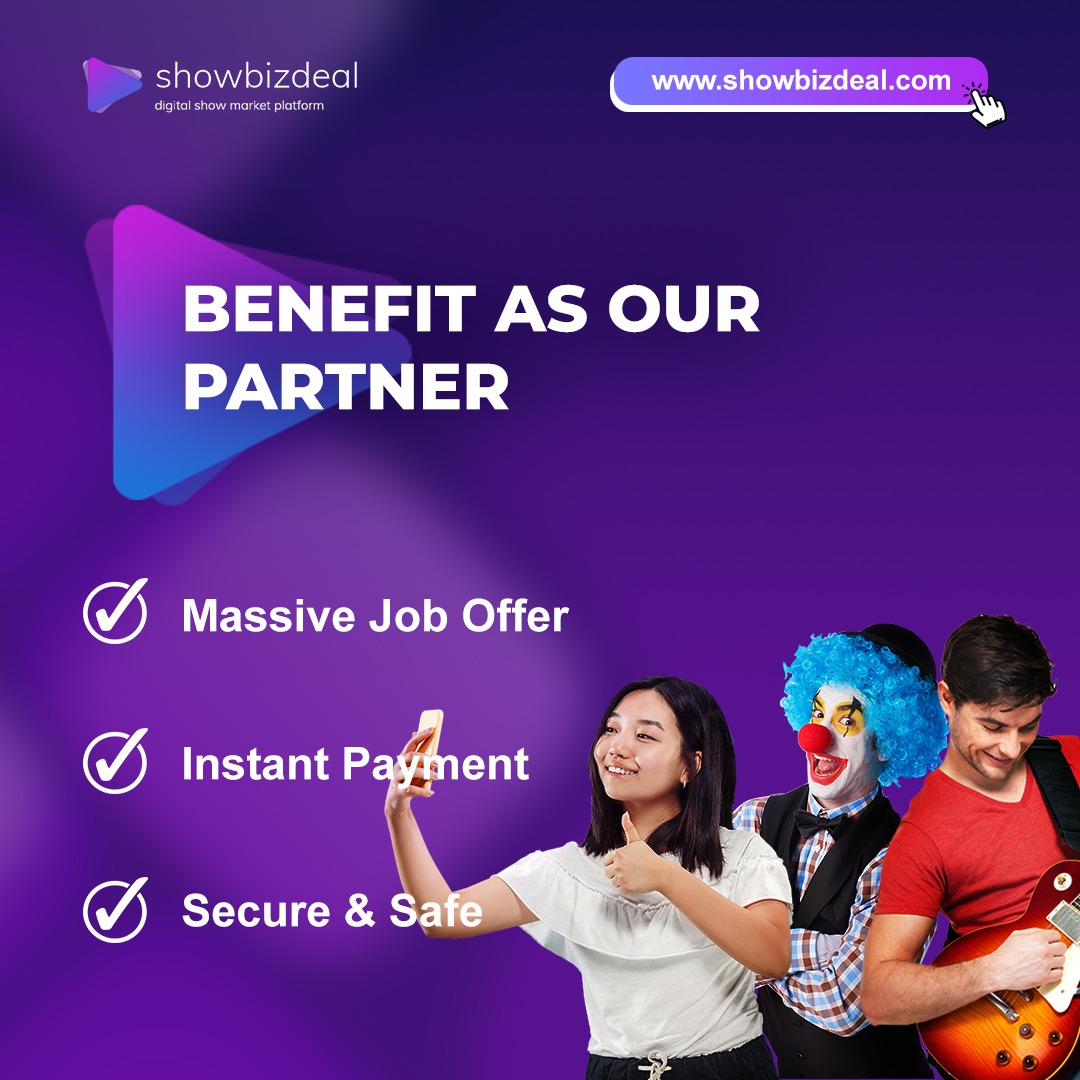 showbizdeal
digital show market platform
www.showbizdeal.com
BENEFIT AS OUR
PARTNER
Massive Job Offer
Instant Payment
Secure & Safe